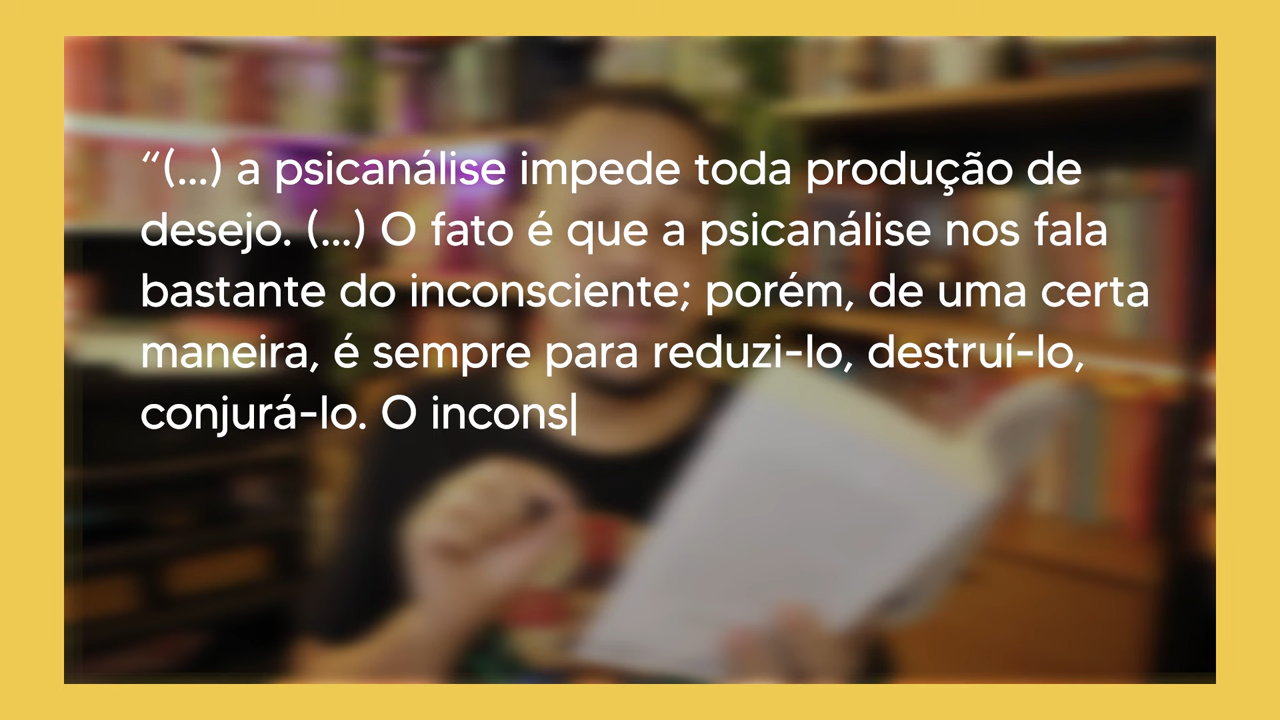 “(...) a psicanálise impede toda produção de
desejo. (...) O fato é que a psicanálise nos fala
bastante do inconsciente; porém, de uma certa
maneira, é sempre para reduzi-lo, destruí-lo,
conjurá-lo. O incons|